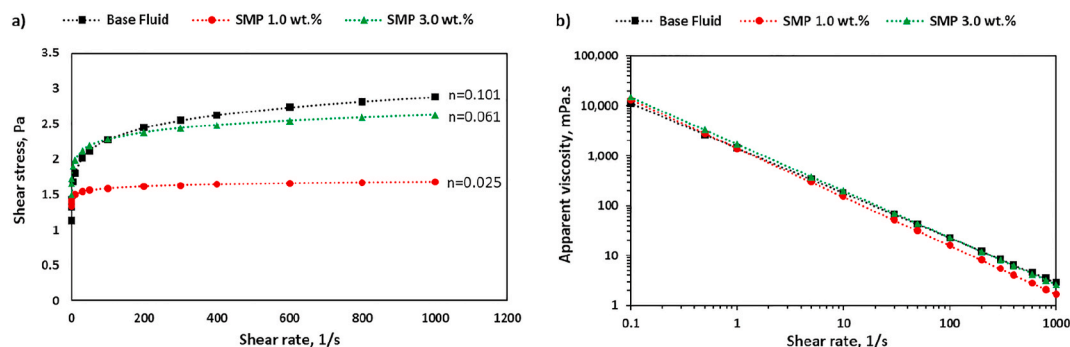 a)
Base Fluid SMP 1.0 wt.% SMP 3.0 wt.%
3.5
3
2.5
2
1.5
1
0.5
0
Shear stress, Pa
n=0.101
n=0.061
n=0.025
0 200 400 600 800 1000 1200
Shear rate, 1/s
b)
Base Fluid SMP 1.0 wt.% SMP 3.0 wt.%
100,000
10,000
1,000
100
10
1
Apparent viscosity, mPa.s
0.1 1 10 100 1000
Shear rate, 1/s